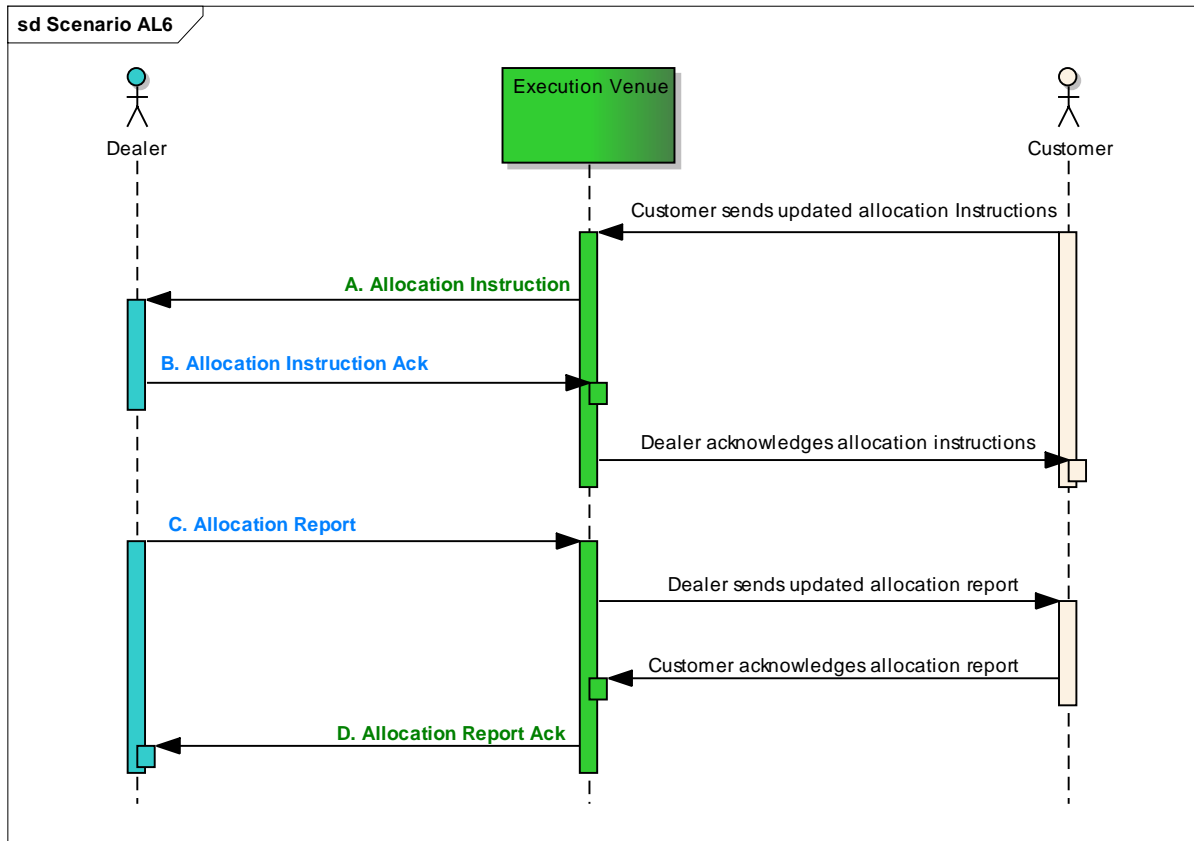 sd Scenario AL6
Execution Venue
Dealer
Customer
Customer sends updated allocation Instructions
A. Allocation Instruction
B. Allocation Instruction Ack
Dealer acknowledges allocation instructions
C. Allocation Report
Dealer sends updated allocation report
Customer acknowledges allocation report
D. Allocation Report Ack